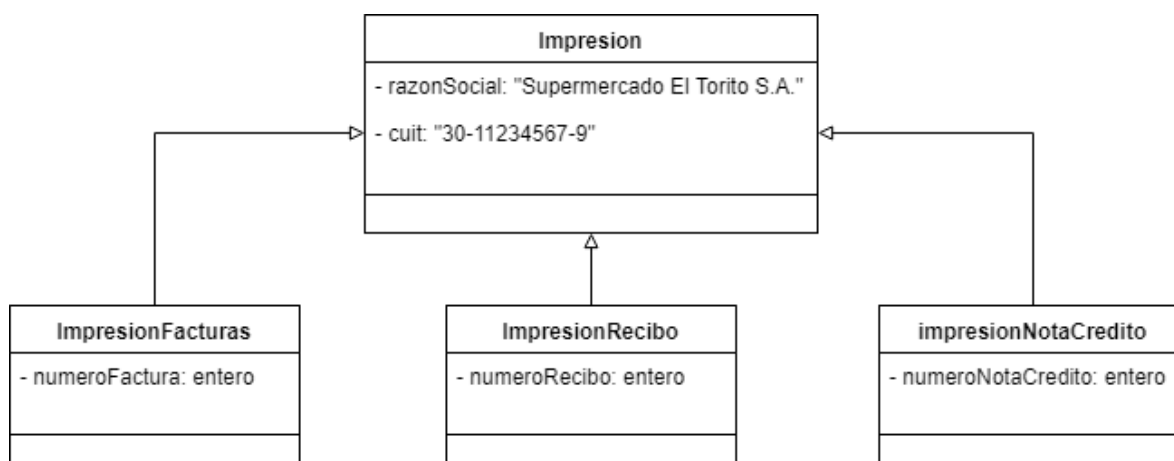 Impresion
- razonSocial: "Supermercado El Torito S.A."
- cuit: "30-11234567-9"
ImpresionFacturas
- numeroFactura: entero
ImpresionRecibo
- numeroRecibo: entero
impresionNotaCredito
- numeroNotaCredito: entero